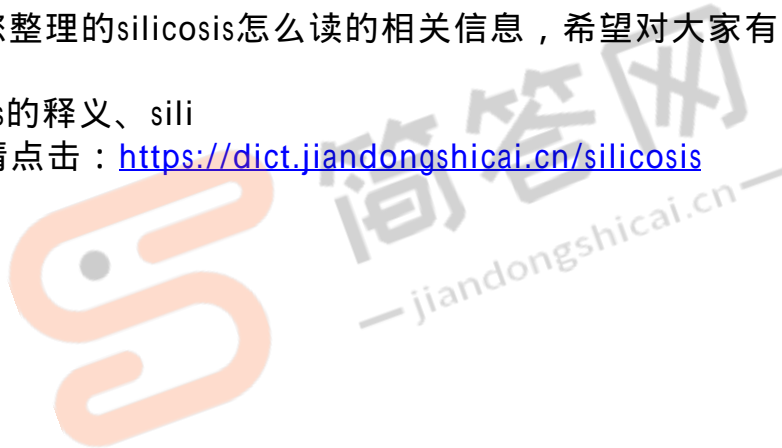 整理的silicosis怎么读的相关信息，希望对大家有
s的释义、sili
请点击：https://dict.jiandongshicai.cn/silicosis
简答网
jiandongshicai.cn